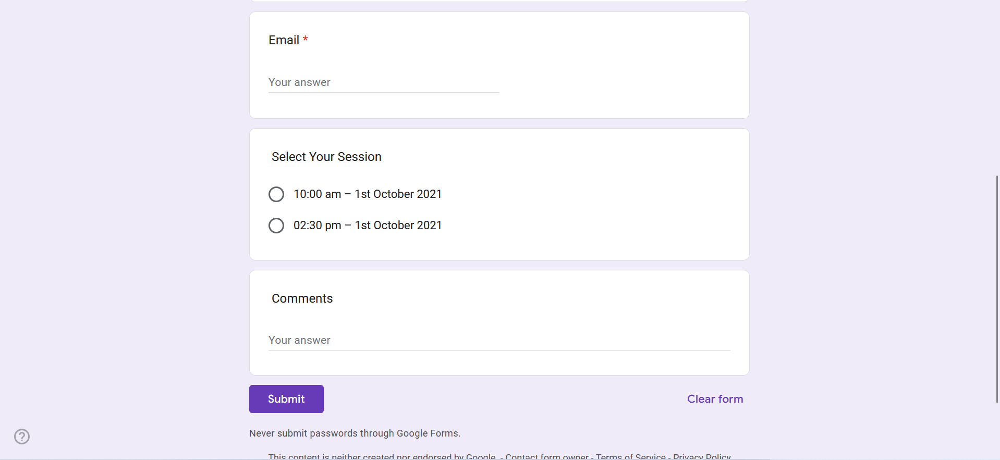 Email *
Your answer
Select Your Session
10:00 am – 1st October 2021
02:30 pm – 1st October 2021
Comments
Your answer
Submit
Clear form
Never submit passwords through Google Forms.
This content is neither created nor endorsed by Google. - Contact form owner - Terms of Service - Privacy Policy
?